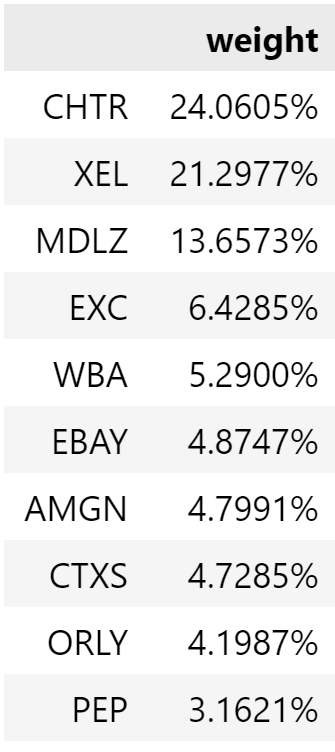 weight
CHTR 24.0605%
XEL 21.2977%
MDLZ 13.6573%
EXC 6.4285%
WBA 5.2900%
EBAY 4.8747%
AMGN 4.7991%
CTXS 4.7285%
ORLY 4.1987%
PEP 3.1621%